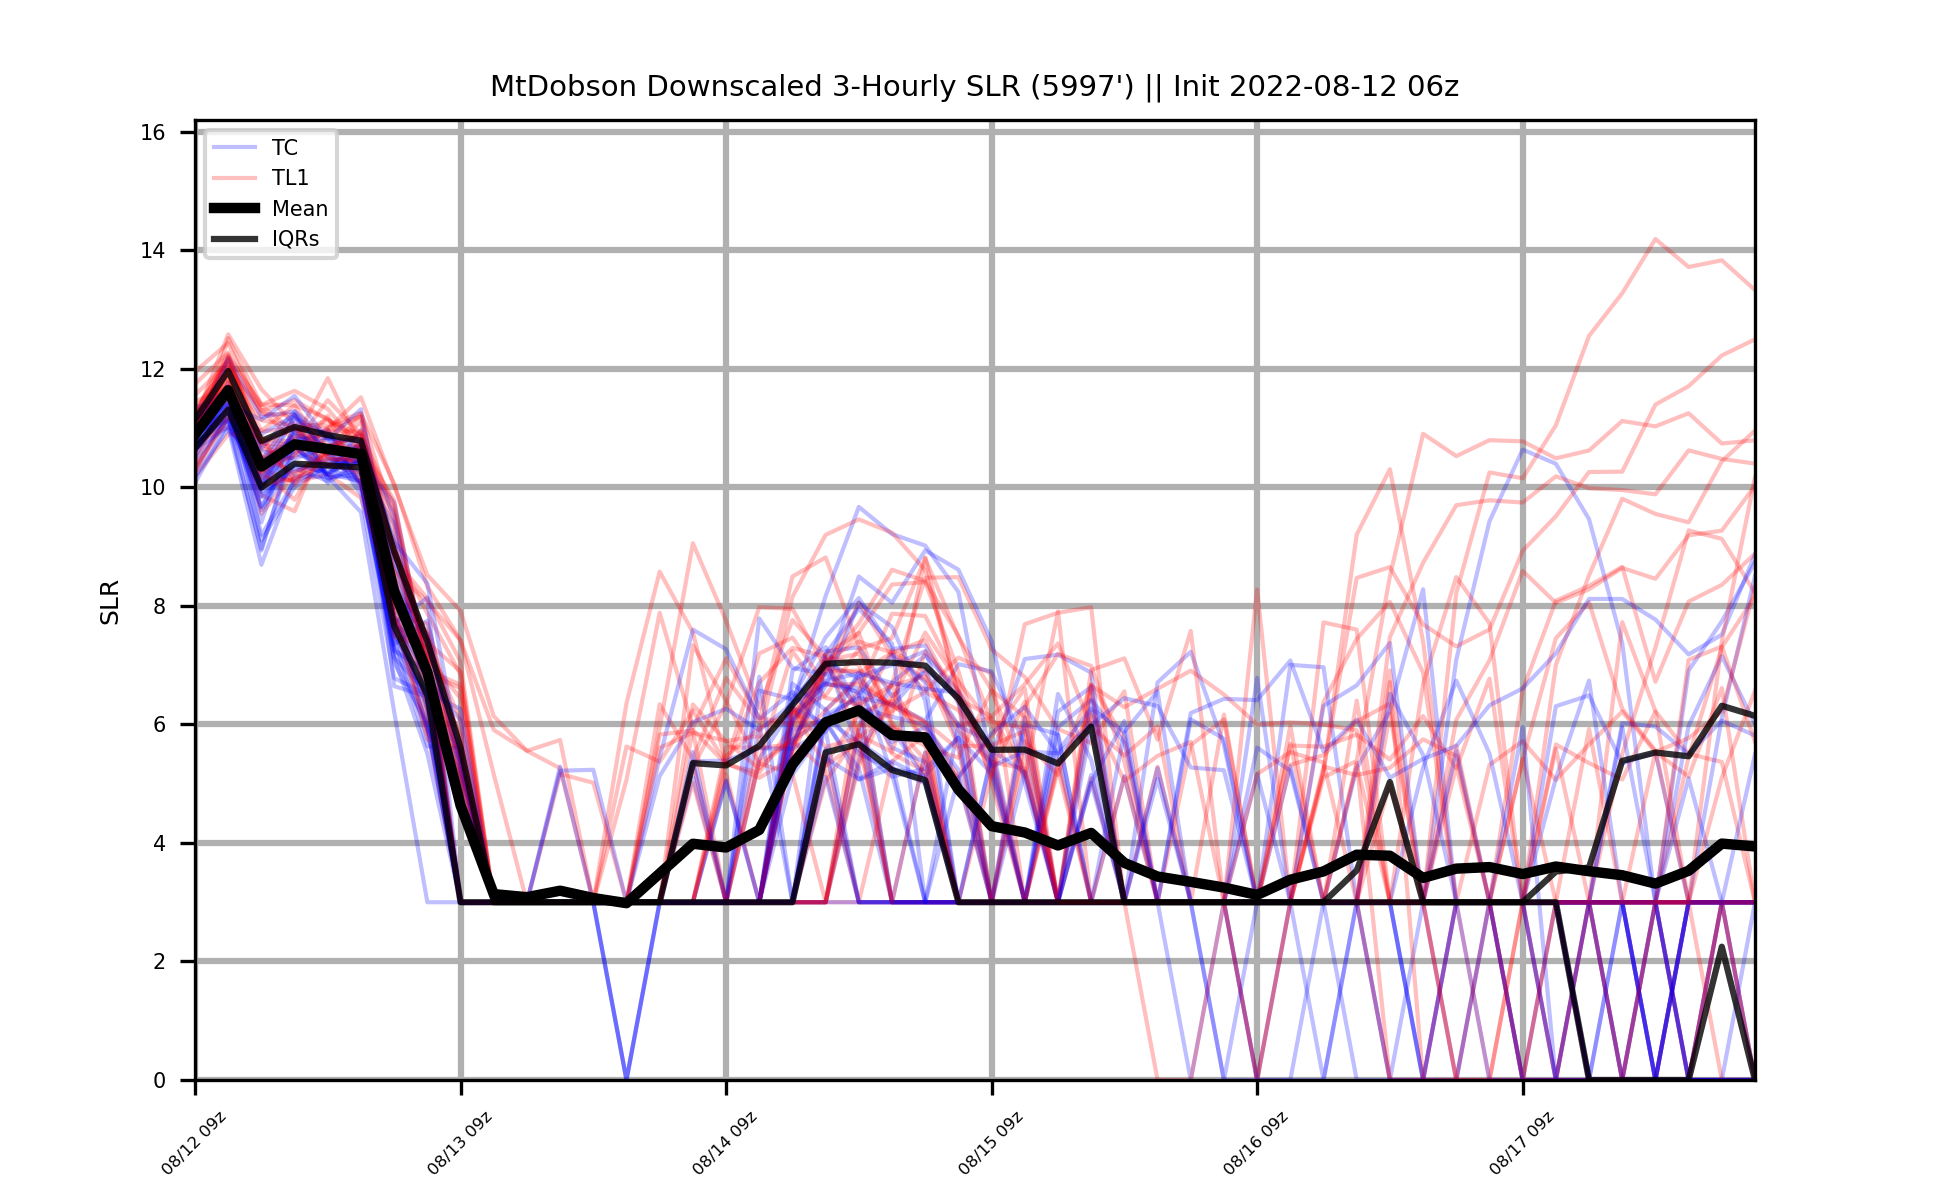 MtDobson Downscaled 3-Hourly SLR (5997') || Init 2022-08-12 06z
16
14
12
10
8
6
4
2
0
SLR
TC
TL1
Mean
IQRs
08/12 09z
08/13 09z
08/14 09z
08/15 09z
08/16 09z
08/17 09z